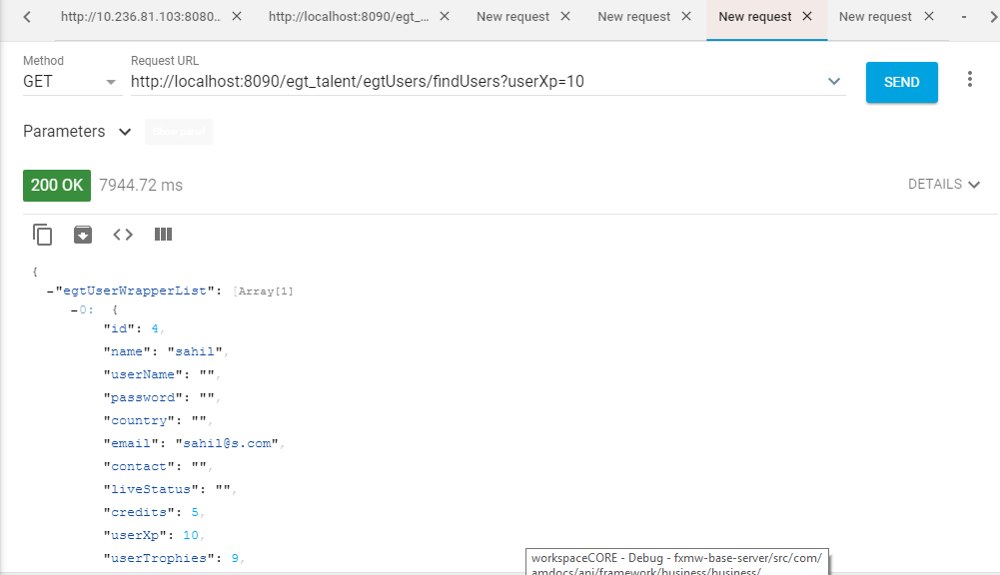 http://10.236.81.103:8080.. × http://localhost:8090/egt_... × New request × New request × New request × New request × -
Method Request URL
GET http://localhost:8090/egt_talent/egtUsers/findUsers?userXp=10 SEND
Parameters
200 OK 7944.72 ms DETAILS
{
-"egtUserWrapperList": [Array[1]
-0: {
"id": 4,
"name": "sahil",
"userName": "",
"password": "",
"country": "",
"email": "sahil@s.com",
"contact": "",
"liveStatus": "",
"credits": 5,
"userXp": 10,
"userTrophies": 9,
workspaceCORE - Debug - fxmw-base-server/src/com/
amdocs/api/framework/business/business/